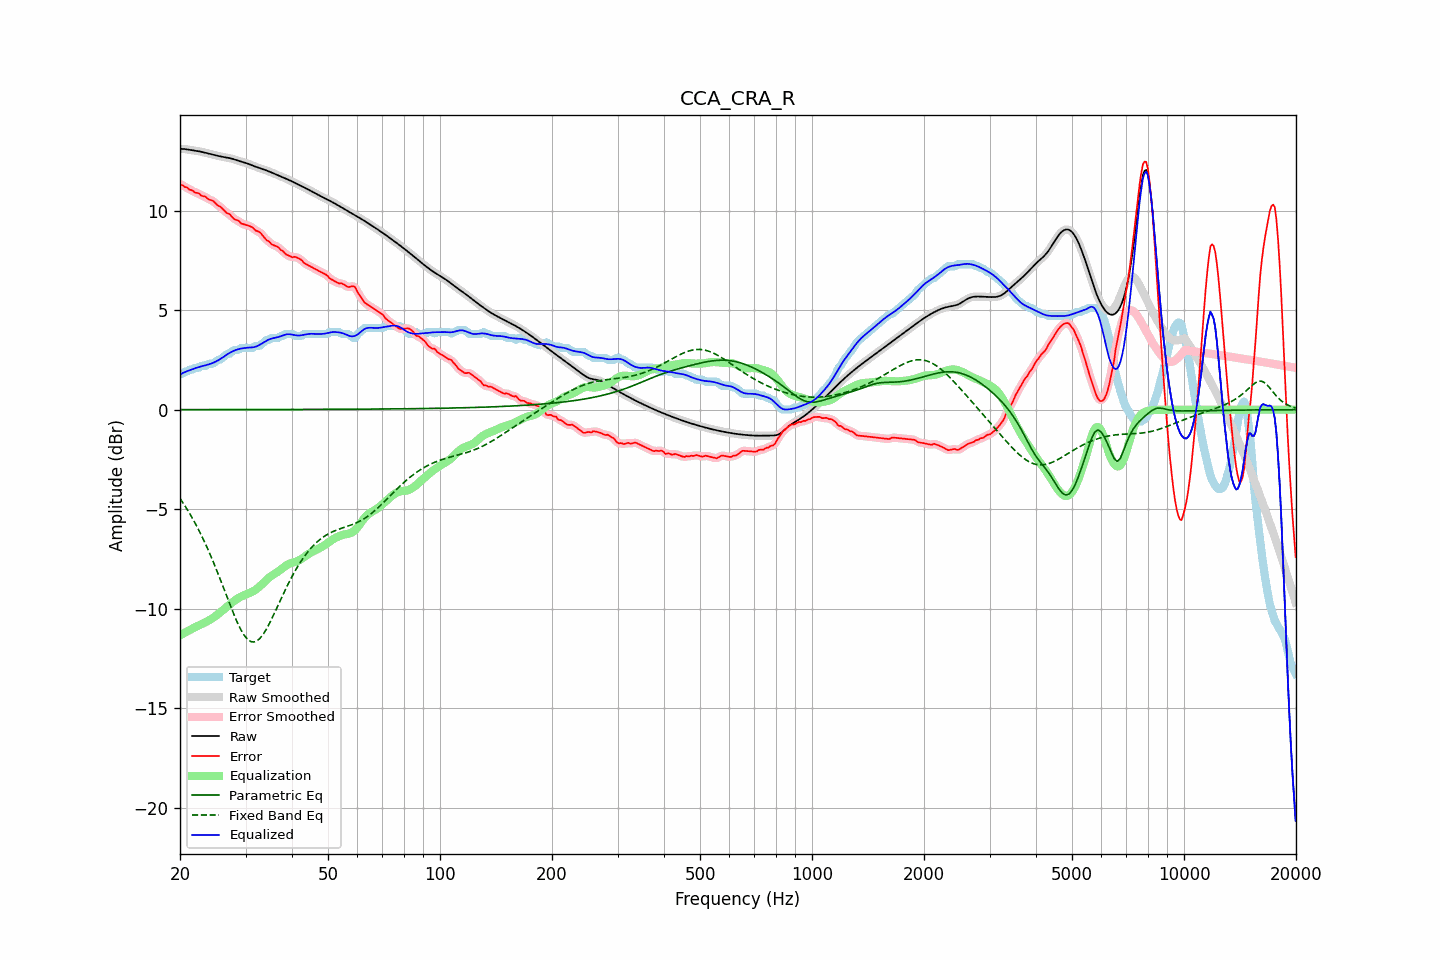 CCA_CRA_R
Amplitude (dBr)
10
5
0
−5
−10
−15
−20
Target
Raw Smoothed
Error Smoothed
Raw
Error
Equalization
Parametric Eq
Fixed Band Eq
Equalized
20 50 100 200 500 1000 2000 5000 10000 20000
Frequency (Hz)